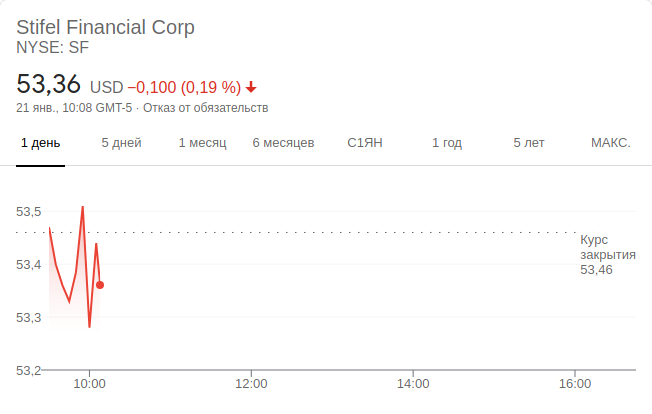 Stifel Financial Corp
NYSE: SF
53,36 USD −0,100 (0,19 %)
21 янв., 10:08 GMT-5 · Отказ от обязательств
1 день 5 дней 1 месяц 6 месяцев С1ЯН 1 год 5 лет МАКС.
53,5
Курс
закрытия
53,46
53,4
53,3
53,2
10:00 12:00 14:00 16:00